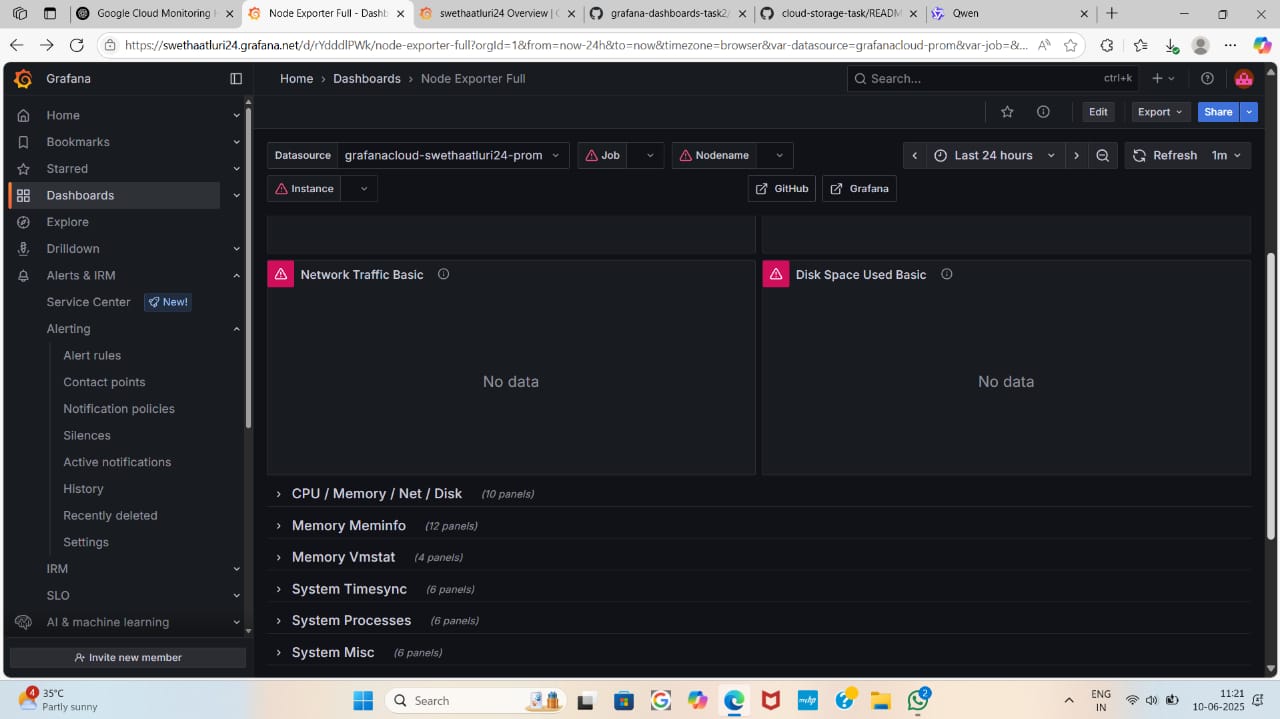 Google Cloud Monitoring H
Node Exporter Full - Dashb
swethaatluri24 Overview | C
grafana-dashboards-task2/
cloud-storage-task/READM
Qwen
https://swethaatluri24.grafana.net/d/rYdddlPWk/node-exporter-full?orgId=1&from=now-24h&to=now&timezone=browser&var-datasource=grafanacloud-prom&var-job=&...
Grafana
Home › Dashboards › Node Exporter Full
Search...
ctrl+k
Edit
Export
Share
Home
Bookmarks
Starred
Dashboards
Explore
Drilldown
Alerts & IRM
Service Center
New!
Alerting
Alert rules
Contact points
Notification policies
Silences
Active notifications
History
Recently deleted
Settings
IRM
SLO
AI & machine learning
Invite new member
Datasource
grafanacloud-swethaatluri24-prom
Job
Nodename
Last 24 hours
Refresh
1m
Instance
GitHub
Grafana
Network Traffic Basic
No data
Disk Space Used Basic
No data
CPU / Memory / Net / Disk (10 panels)
Memory Meminfo (12 panels)
Memory Vmstat (4 panels)
System Timesync (6 panels)
System Processes (6 panels)
System Misc (6 panels)
4
35°C
Partly sunny
Search
myhp
2
ENG
IN
11:21
10-06-2025